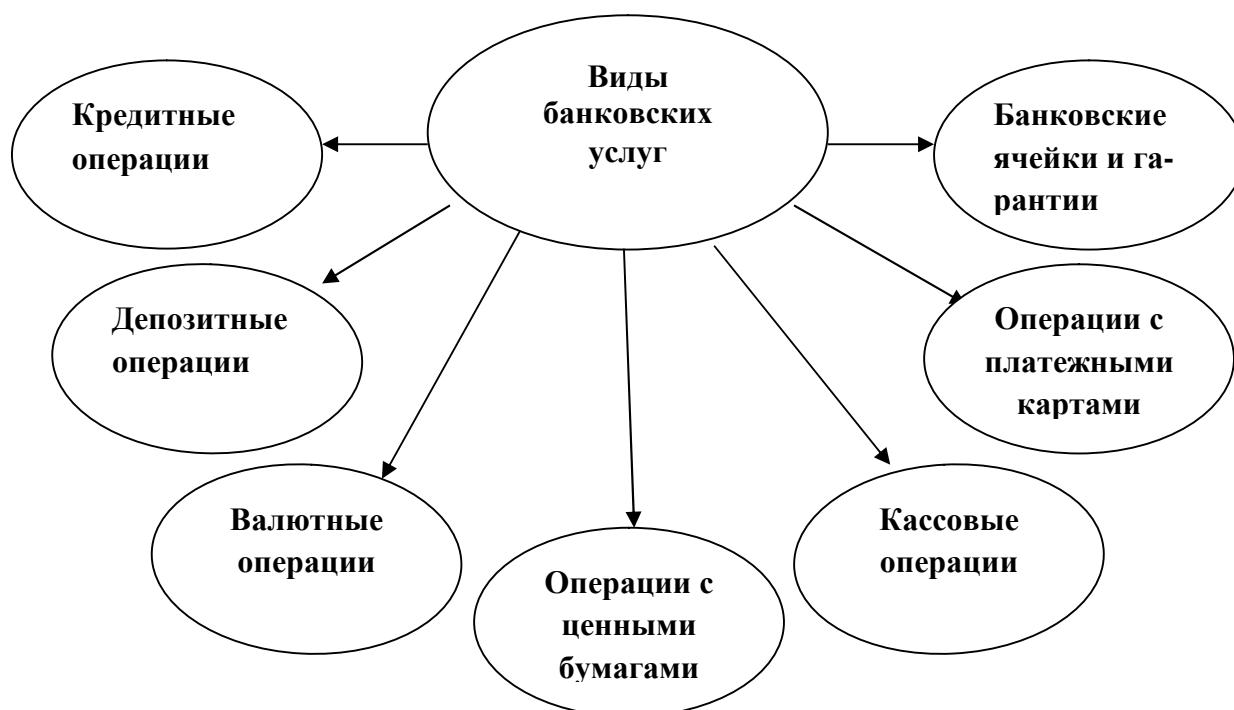 Виды
банковских
услуг
Кредитные
операции
Банковские
ячейки и га-
рантии
Депозитные
операции
Операции с
платежными
картами
Валютные
операции
Операции с
ценными
бумагами
Кассовые
операции